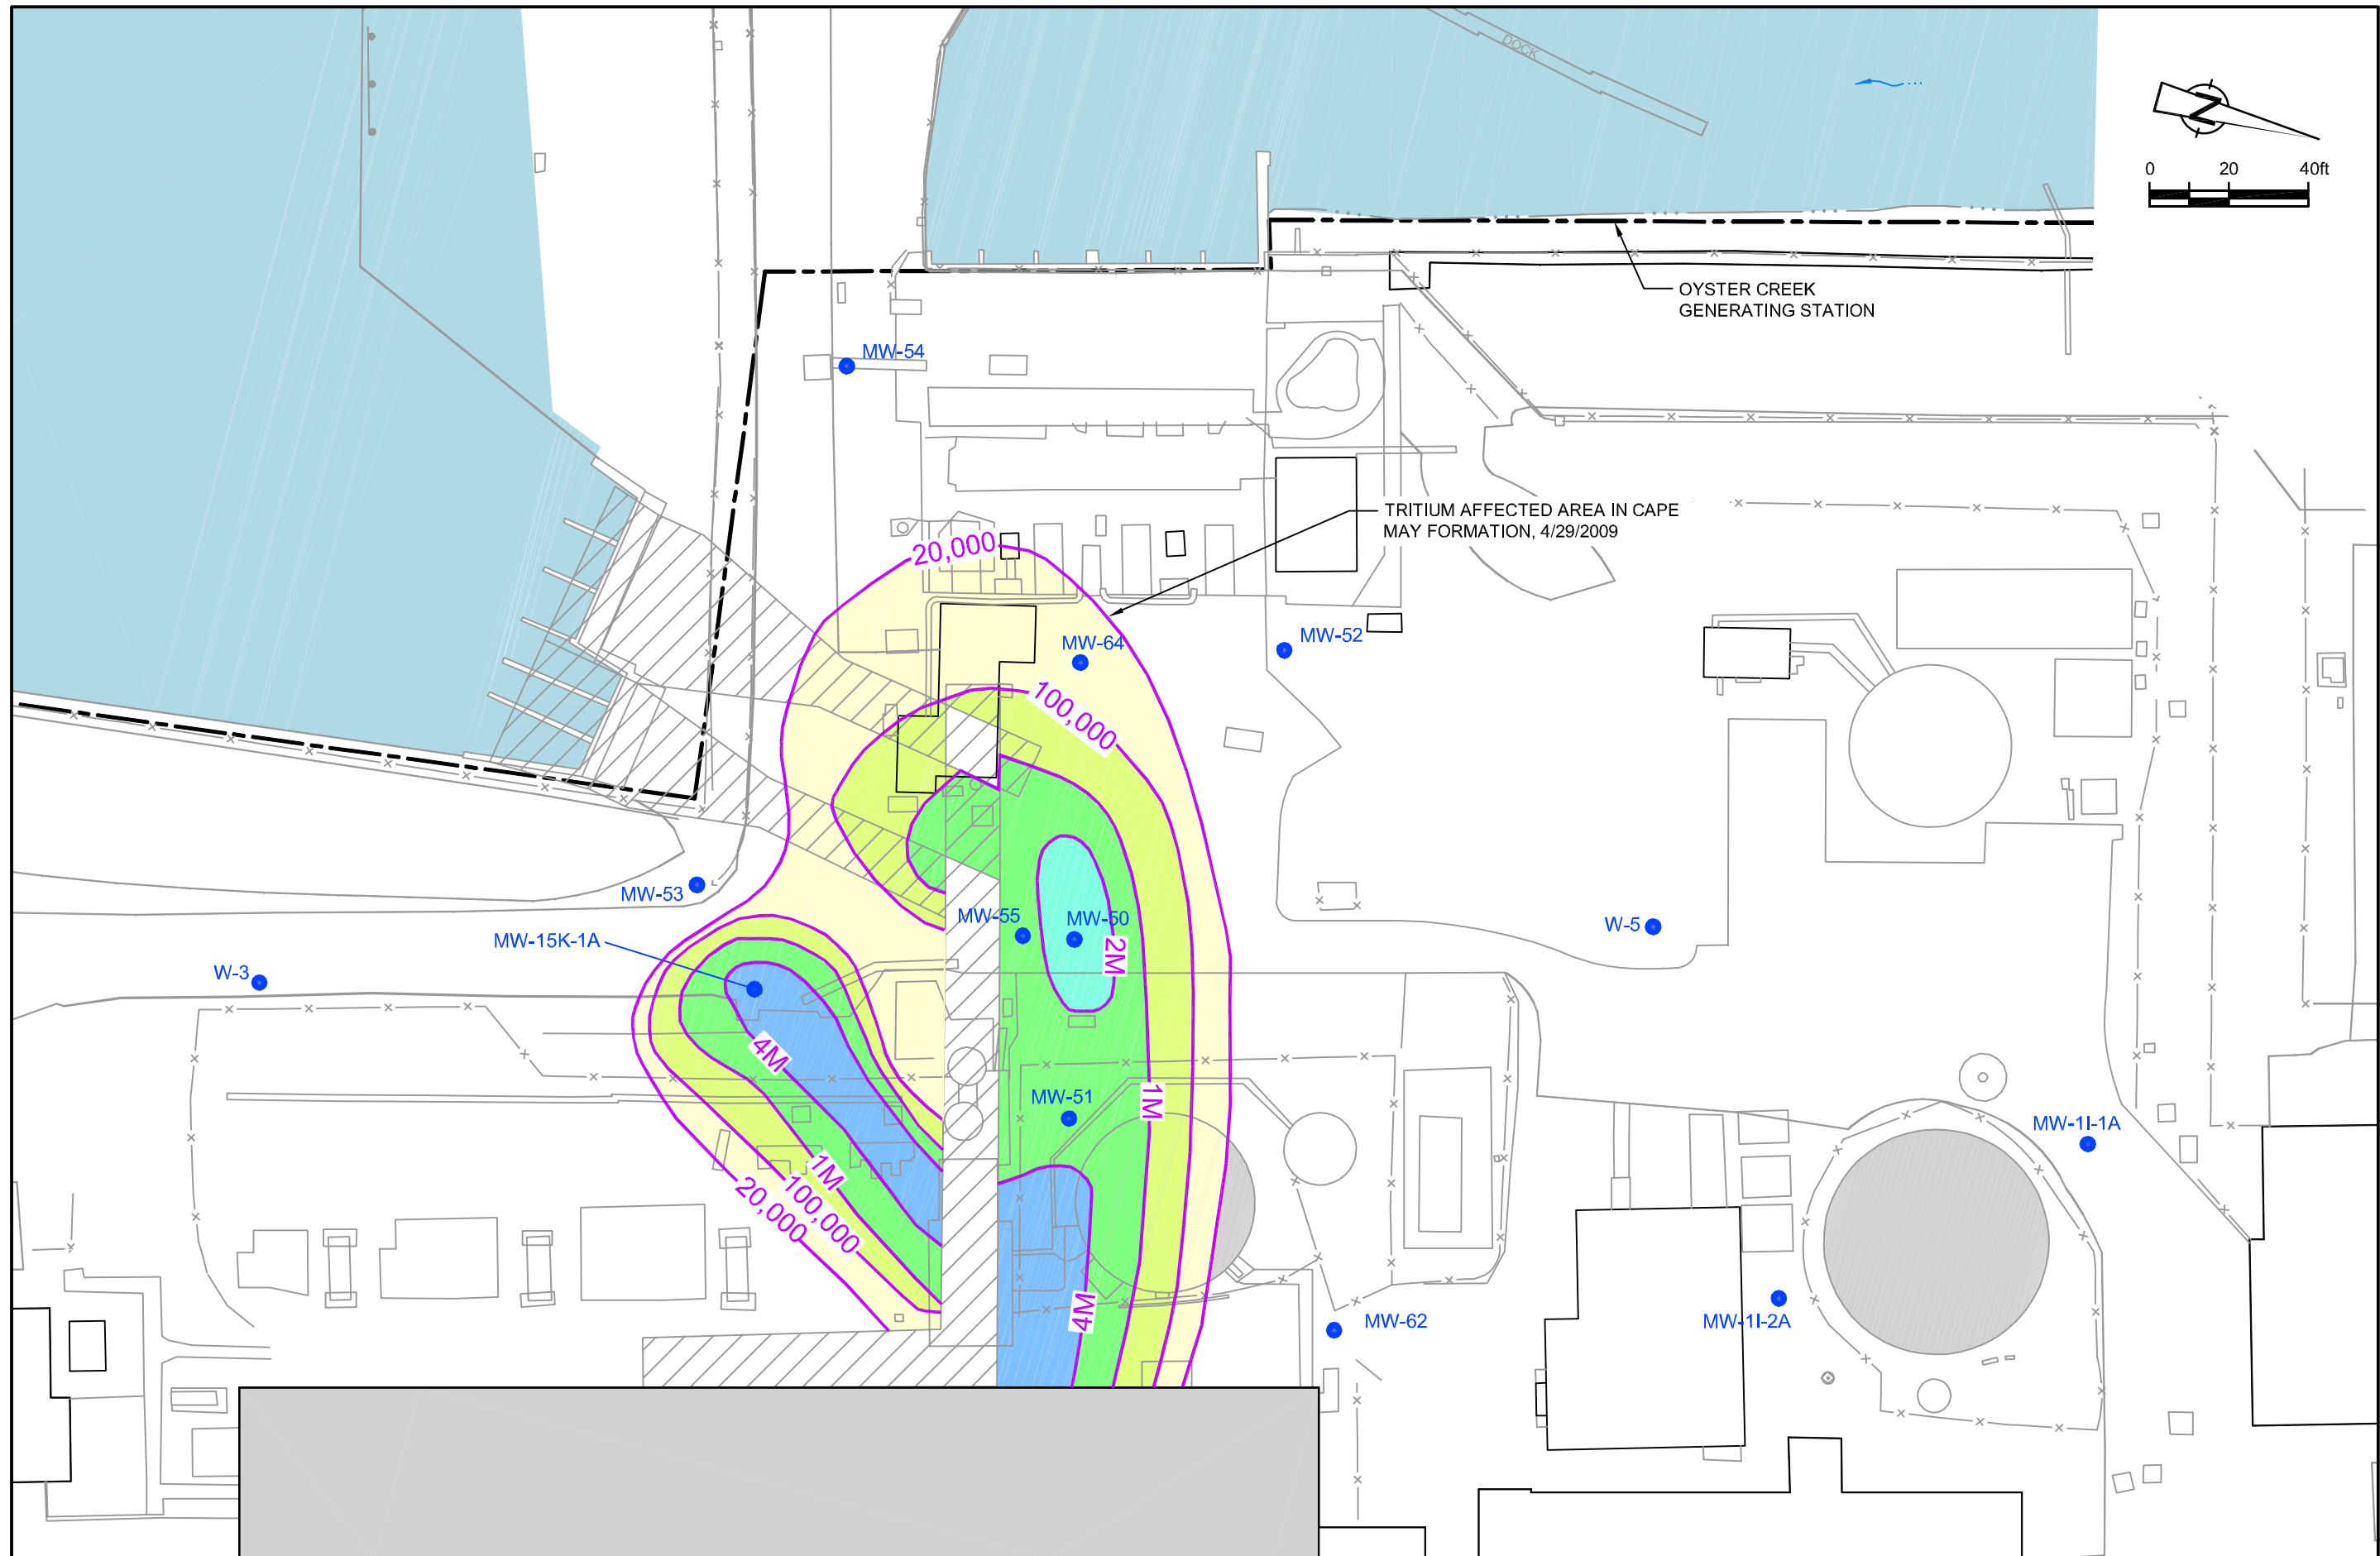 DOCK
N
0 20 40ft
OYSTER CREEK
GENERATING STATION
MW-54
TRITIUM AFFECTED AREA IN CAPE
MAY FORMATION, 4/29/2009
20,000
MW-64
MW-52
100,000
MW-53
MW-55
MW-50
W-5
MW-15K-1A
2M
W-3
4M
MW-51
1M
MW-1I-1A
1M
100,000
20,000
4M
MW-62
MW-1I-2A